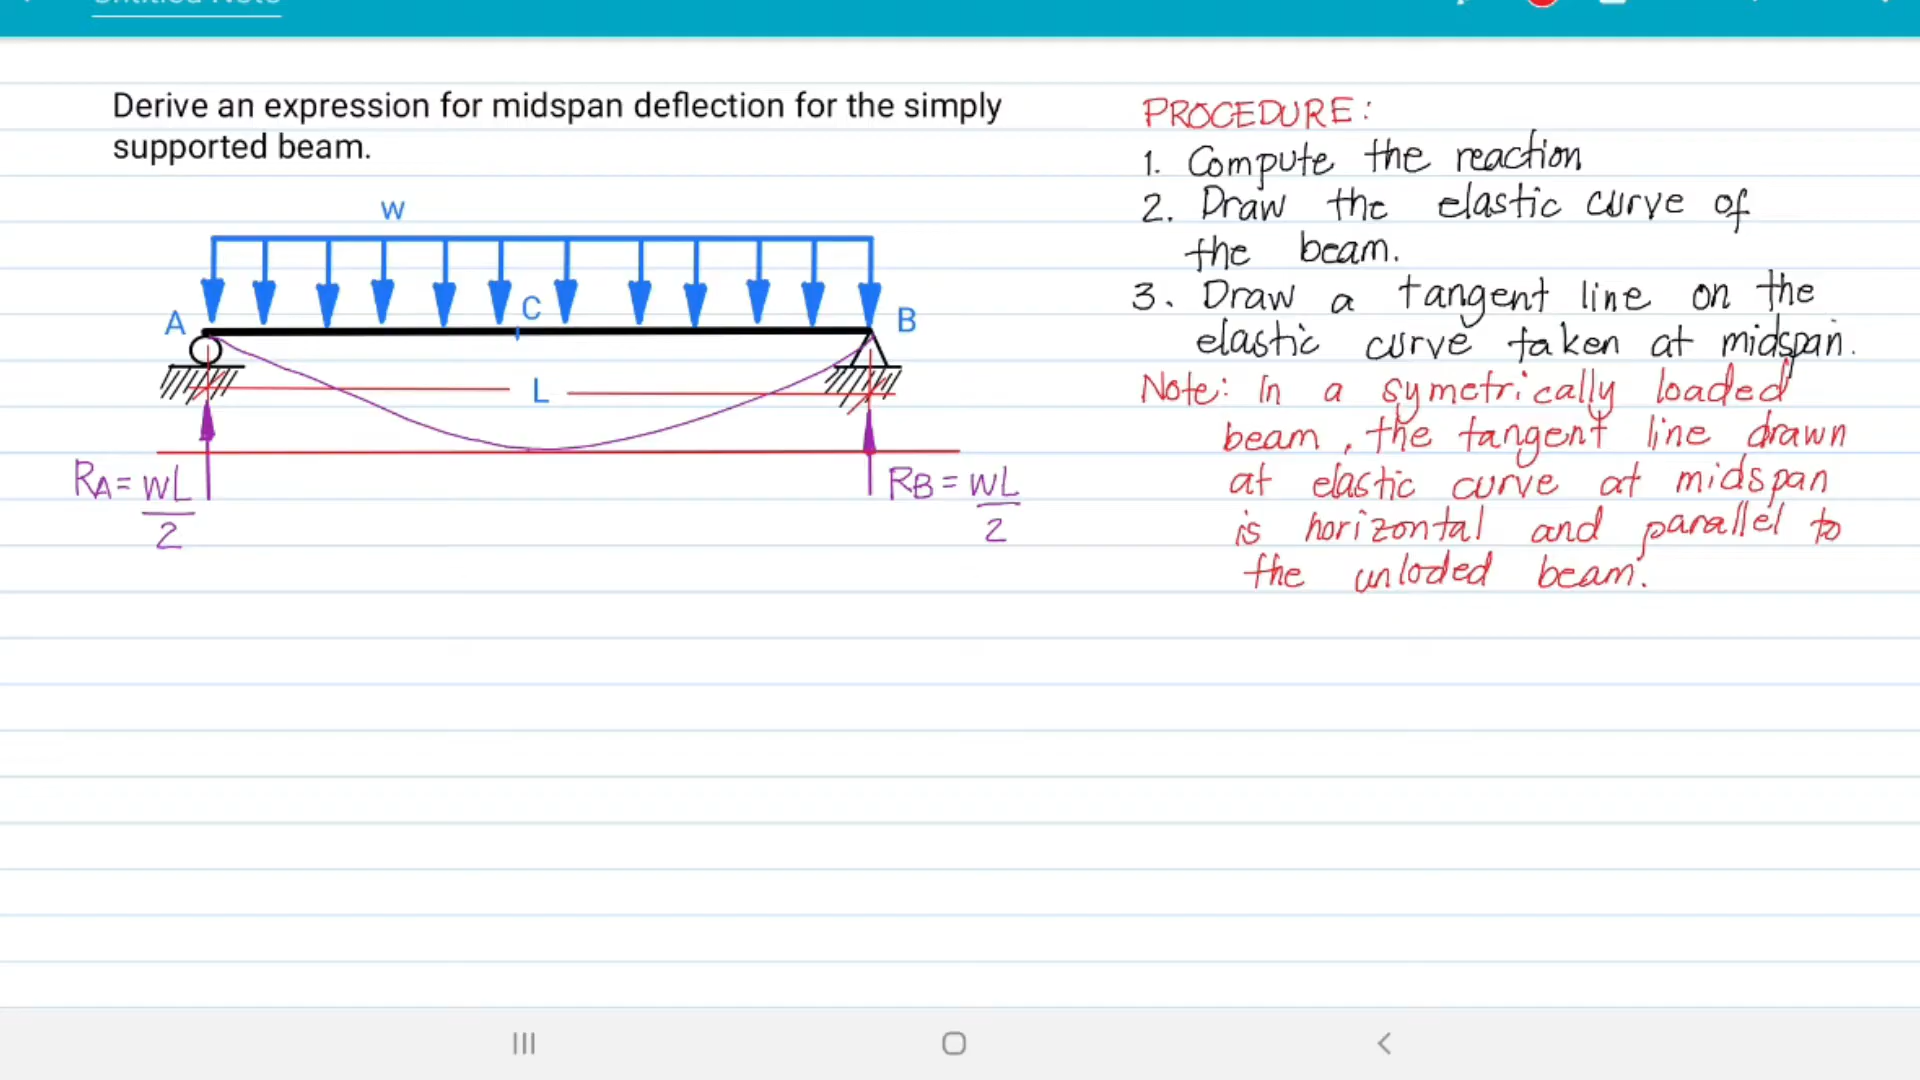 Untitled Note
Derive an expression for midspan deflection for the simply
supported beam.
w
A
C
B
L
RA = wL
2
RB = wL
2
PROCEDURE:
1. Compute the reaction
2. Draw the elastic curve of
the beam.
3. Draw a tangent line on the
elastic curve taken at midspan.
Note: In a symetrically loaded
beam, the tangent line drawn
at elastic curve at midspan
is horizontal and parallel to
the unloded beam.